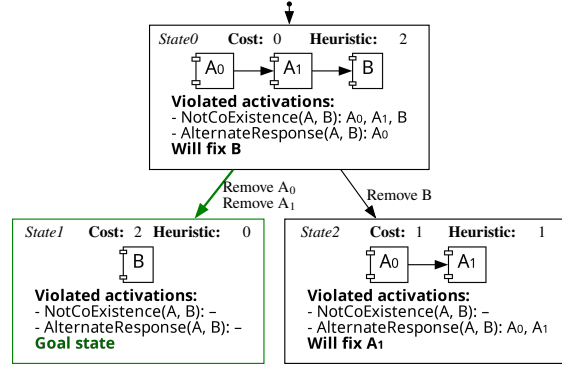 State0 Cost: 0 Heuristic: 2
A0 A1 B
Violated activations:
- NotCoExistence(A, B): A0, A1, B
- AlternateResponse(A, B): A0
Will fix B
Remove A0
Remove A1
Remove B
State1 Cost: 2 Heuristic: 0
B
Violated activations:
- NotCoExistence(A, B): –
- AlternateResponse(A, B): –
Goal state
State2 Cost: 1 Heuristic: 1
A0 A1
Violated activations:
- NotCoExistence(A, B): –
- AlternateResponse(A, B): A0, A1
Will fix A1